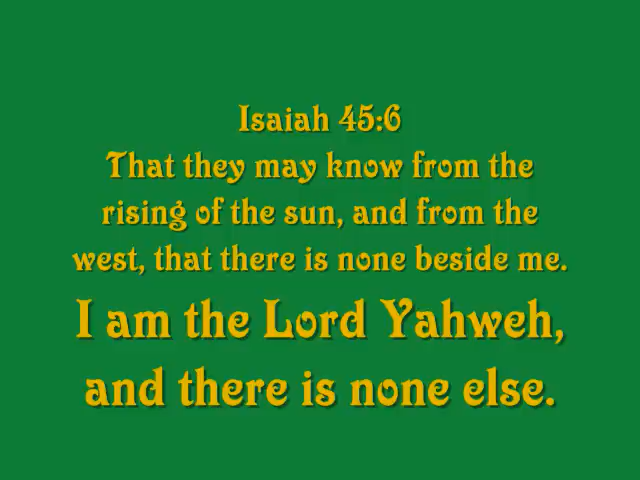 Isaiah 45:6
That they may know from the
rising of the sun, and from the
west, that there is none beside me.
I am the Lord Yahweh,
and there is none else.